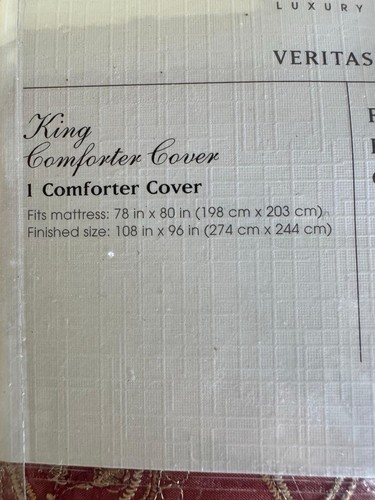 LUXURY
VERITAS
King
Comforter Cover
1 Comforter Cover
Fits mattress: 78 in x 80 in (198 cm x 203 cm)
Finished size: 108 in x 96 in (274 cm x 244 cm)